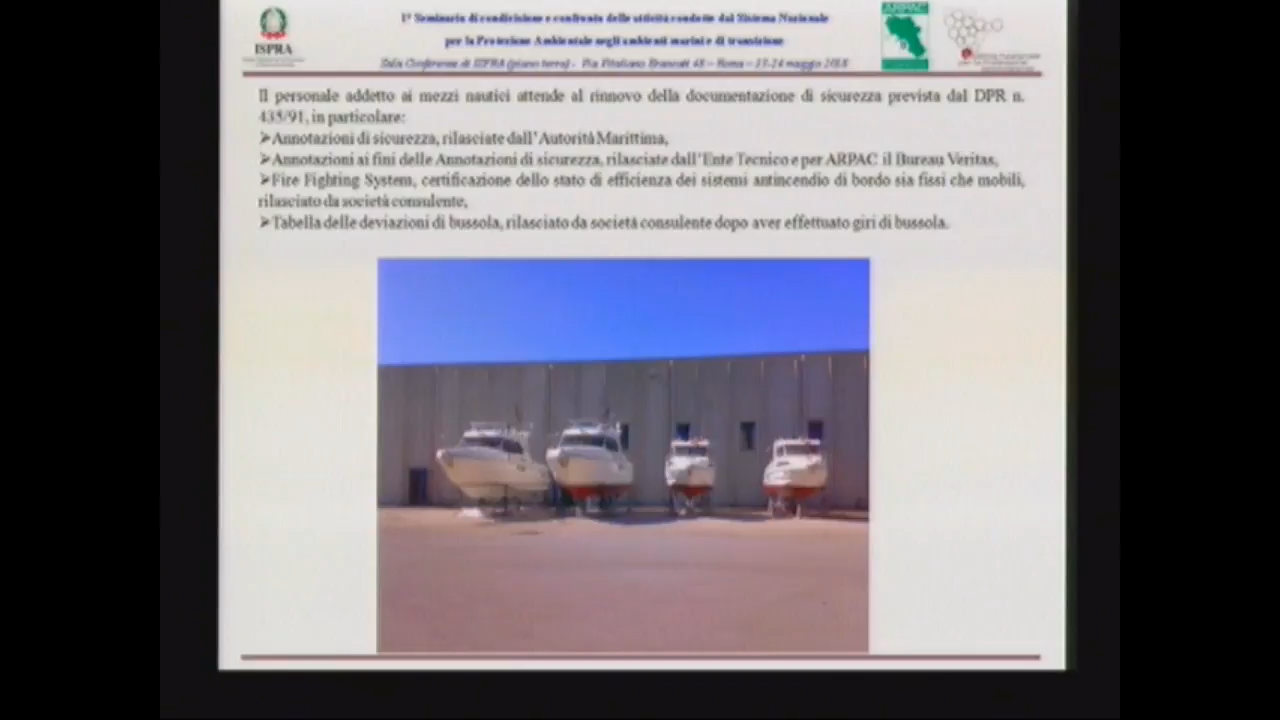 ISPRA
1° Seminario di condivisione e confronto delle attività condotte dal Sistema Nazionale
per la Protezione Ambientale negli ambienti marini e di transizione
Sala Conferenze di ISPRA (piano terra) - Via Vitaliano Brancati 48 – Roma – 23-24 maggio 2018
ARPAC
Il personale addetto ai mezzi nautici attende al rinnovo della documentazione di sicurezza prevista dal DPR n.
435/91, in particolare:
➤Annotazioni di sicurezza, rilasciate dall'Autorità Marittima,
➤Annotazioni ai fini delle Annotazioni di sicurezza, rilasciate dall'Ente Tecnico e per ARPAC il Bureau Veritas,
➤Fire Fighting System, certificazione dello stato di efficienza dei sistemi antincendio di bordo sia fissi che mobili,
rilasciato da società consulente,
➤Tabella delle deviazioni di bussola, rilasciato da società consulente dopo aver effettuato giri di bussola.